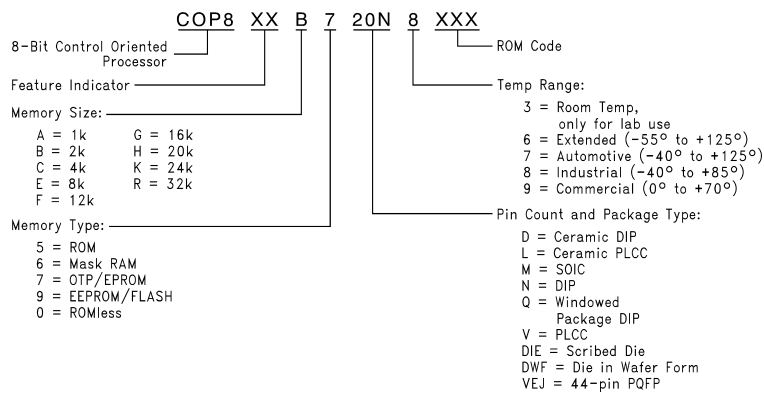 COP8 XX B 7 20N 8 XXX
8-Bit Control Oriented
Processor
Feature Indicator
Memory Size:
A = 1k G = 16k
B = 2k H = 20k
C = 4k K = 24k
E = 8k R = 32k
F = 12k
Memory Type:
5 = ROM
6 = Mask RAM
7 = OTP/EPROM
9 = EEPROM/FLASH
0 = ROMless
ROM Code
Temp Range:
3 = Room Temp,
only for lab use
6 = Extended (-55° to +125°)
7 = Automotive (-40° to +125°)
8 = Industrial (-40° to +85°)
9 = Commercial (0° to +70°)
Pin Count and Package Type:
D = Ceramic DIP
L = Ceramic PLCC
M = SOIC
N = DIP
Q = Windowed
Package DIP
V = PLCC
DIE = Scribed Die
DWF = Die in Wafer Form
VEJ = 44-pin PQFP